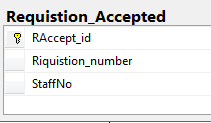 Requistion_Accepted
RAccept_id
Riquistion_number
StaffNo